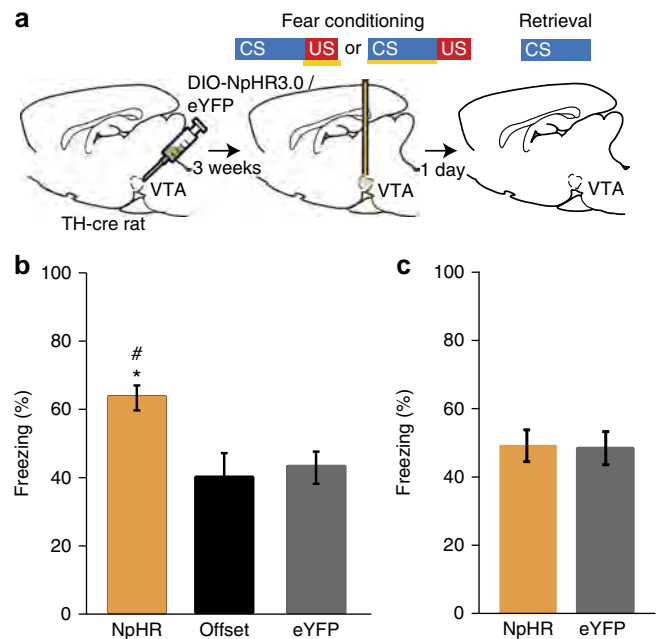 a
Fear conditioning
Retrieval
CS US or CS US
CS
DIO-NpHR3.0 /
eYFP
3 weeks
1 day
VTA
VTA
VTA
TH-cre rat
b
100
80
60
40
20
0
Freezing (%)
#
*
NpHR Offset eYFP
c
100
80
60
40
20
0
Freezing (%)
NpHR eYFP